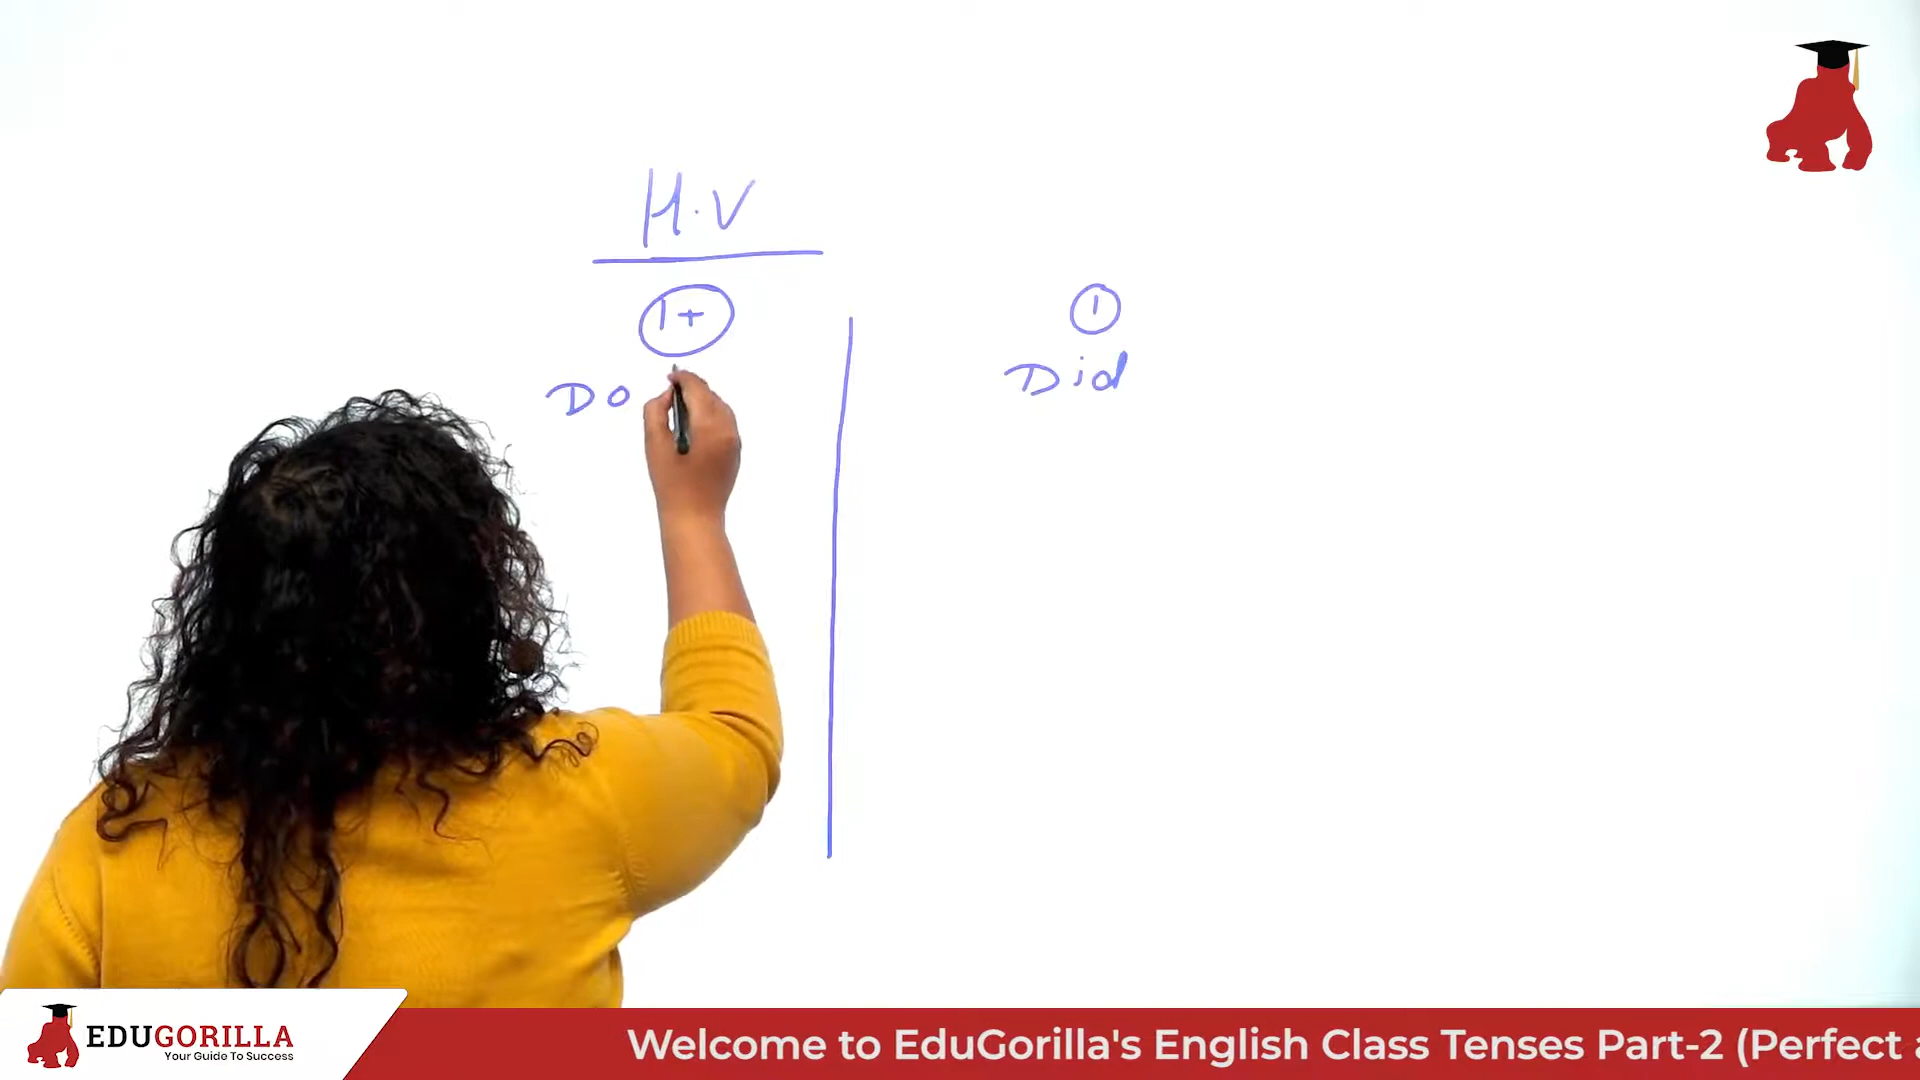 H.V
1+
1
Do
Did
EDUGORILLA
Your Guide To Success
Welcome to EduGorilla's English Class Tenses Part-2 (Perfect a